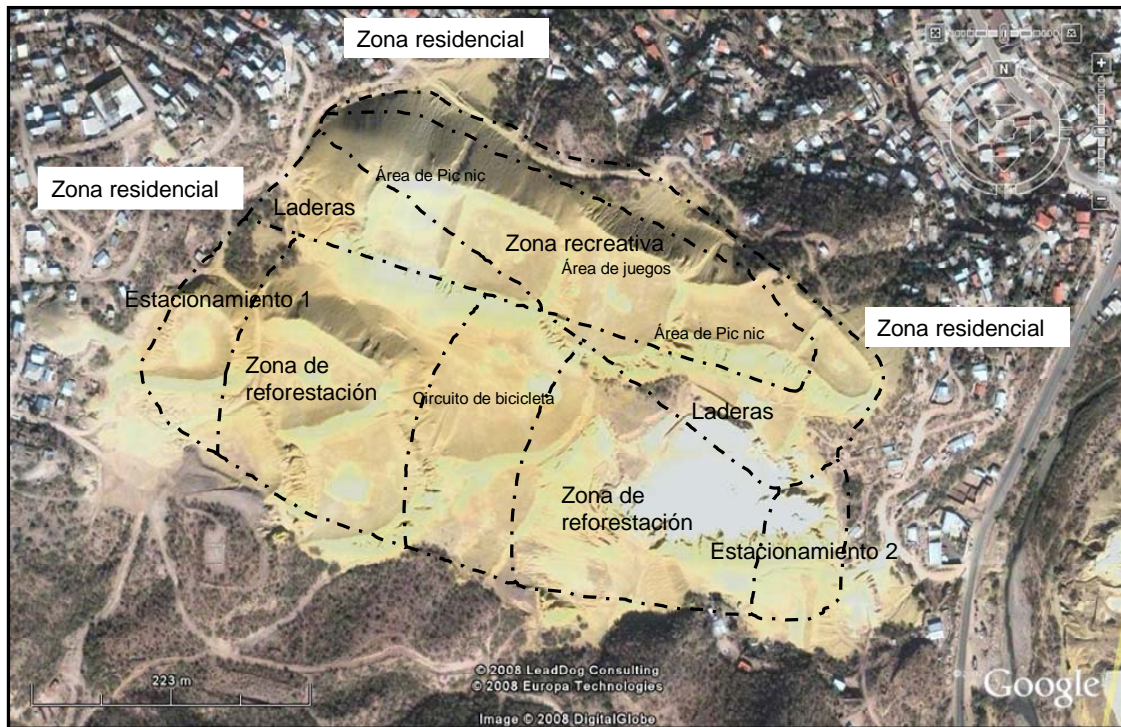 Zona residencial
N
Zona residencial
Área de Pic nic
Laderas
Zona recreativa
Área de juegos
Estacionamiento 1
Zona residencial
Área de Pic nic
Zona de
reforestación
Circuito de bicicleta
Laderas
Zona de
reforestación
Estacionamiento 2
© 2008 LeadDog Consulting
© 2008 Europa Technologies
223 m
Google
Image © 2008 DigitalGlobe